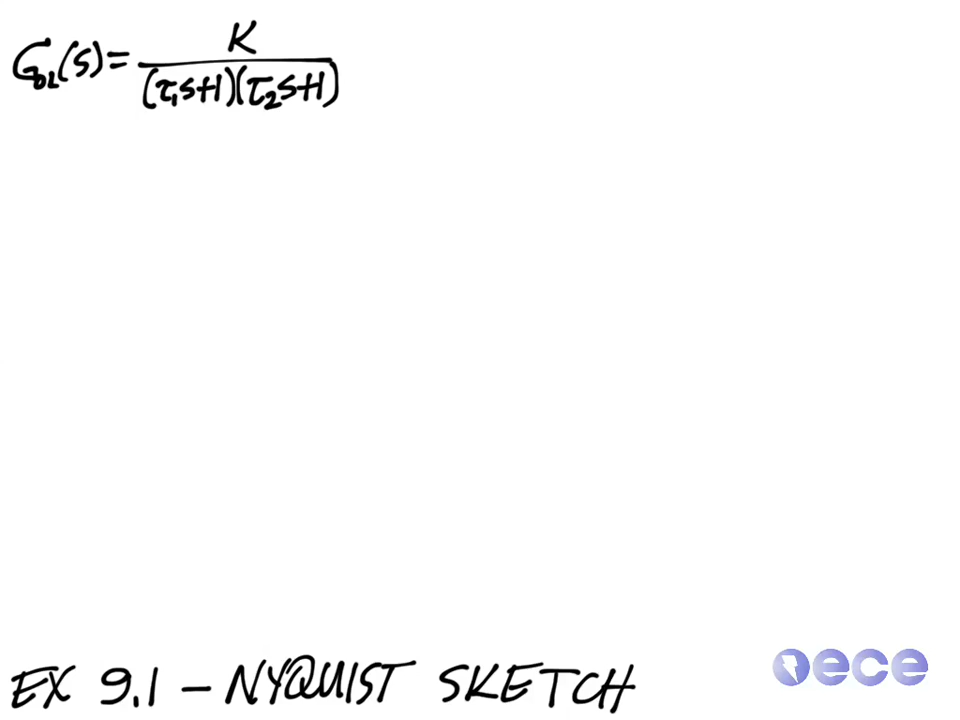 G_OL(s) = K / (τ₁s+1)(τ₂s+1)
EX 9.1 – NYQUIST SKETCH
ece